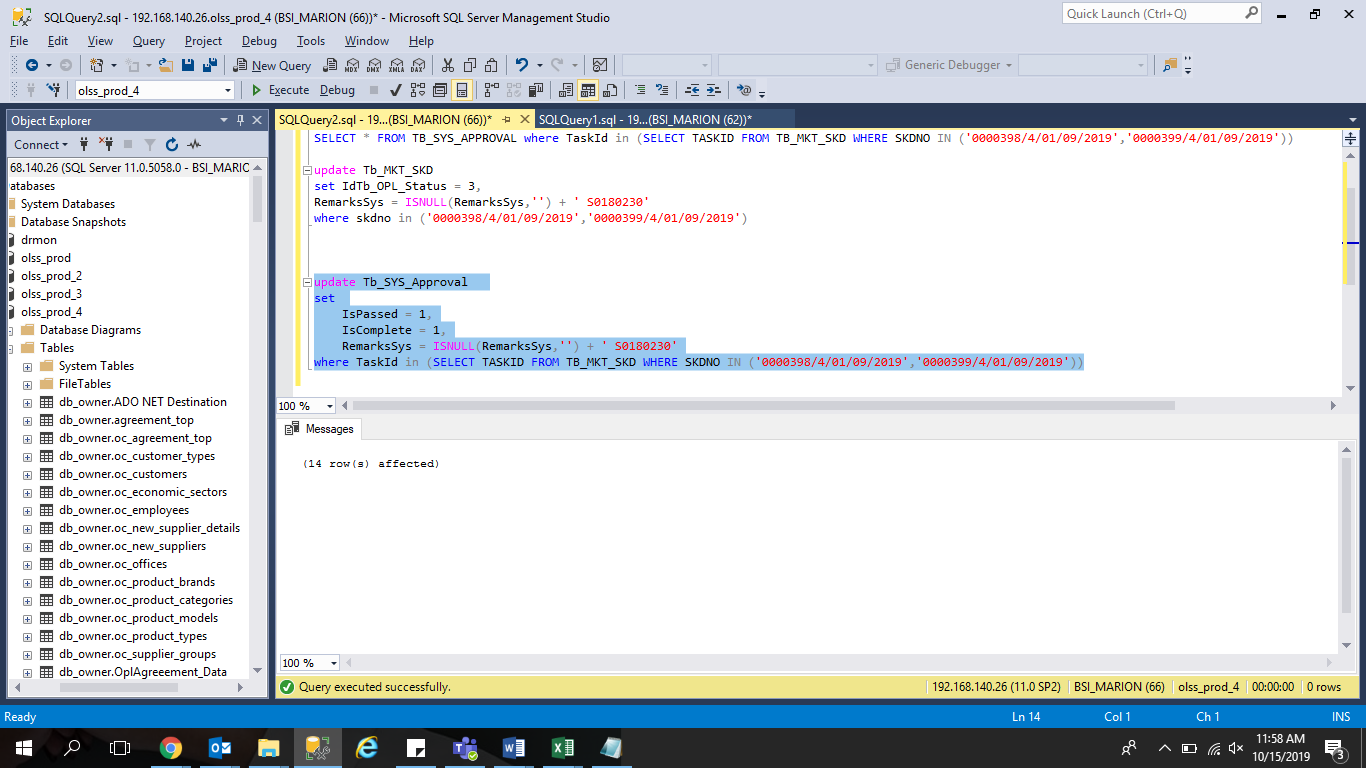 SQLQuery2.sql - 192.168.140.26.olss_prod_4 (BSI_MARION (66))* - Microsoft SQL Server Management Studio
Quick Launch (Ctrl+Q)
File Edit View Query Project Debug Tools Window Help
New Query MDX DMX XMLA DAX Generic Debugger
olss_prod_4 Execute Debug
Object Explorer
SQLQuery2.sql - 19...(BSI_MARION (66))* SQLQuery1.sql - 19...(BSI_MARION (62))*
Connect
68.140.26 (SQL Server 11.0.5058.0 - BSI_MARIO
atabases
System Databases
Database Snapshots
drmon
olss_prod
olss_prod_2
olss_prod_3
olss_prod_4
Database Diagrams
Tables
System Tables
FileTables
db_owner.ADO NET Destination
db_owner.agreement_top
db_owner.oc_agreement_top
db_owner.oc_customer_types
db_owner.oc_customers
db_owner.oc_economic_sectors
db_owner.oc_employees
db_owner.oc_new_supplier_details
db_owner.oc_new_suppliers
db_owner.oc_offices
db_owner.oc_product_brands
db_owner.oc_product_categories
db_owner.oc_product_models
db_owner.oc_product_types
db_owner.oc_supplier_groups
db_owner.OplAgreeement_Data
SELECT * FROM TB_SYS_APPROVAL where TaskId in (SELECT TASKID FROM TB_MKT_SKD WHERE SKDNO IN ('0000398/4/01/09/2019','0000399/4/01/09/2019'))
update Tb_MKT_SKD
set IdTb_OPL_Status = 3,
RemarksSys = ISNULL(RemarksSys,'') + ' S0180230'
where skdno in ('0000398/4/01/09/2019','0000399/4/01/09/2019')
update Tb_SYS_Approval
set
IsPassed = 1,
IsComplete = 1,
RemarksSys = ISNULL(RemarksSys,'') + ' S0180230'
where TaskId in (SELECT TASKID FROM TB_MKT_SKD WHERE SKDNO IN ('0000398/4/01/09/2019','0000399/4/01/09/2019'))
100 %
Messages
(14 row(s) affected)
100 %
Query executed successfully. 192.168.140.26 (11.0 SP2) BSI_MARION (66) olss_prod_4 00:00:00 0 rows
Ready Ln 14 Col 1 Ch 1 INS
11:58 AM
10/15/2019
3